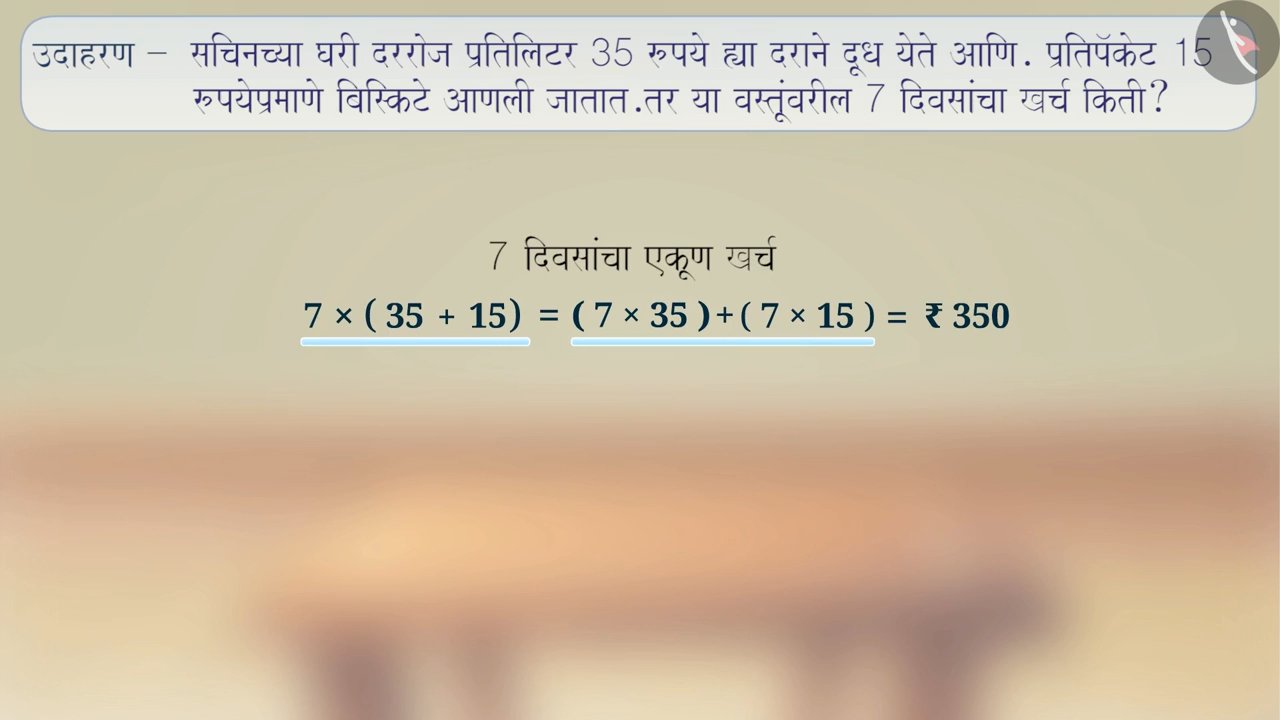 उदाहरण – सचिनच्या घरी दररोज प्रतिलिटर 35 रुपये ह्या दराने दूध येते आणि. प्रतिपॅकेट 15
रुपयेप्रमाणे विस्किटे आणली जातात.तर या वस्तूंवरील 7 दिवसांचा खर्च किती?
7 दिवसांचा एकूण खर्च
7 × ( 35 + 15) = ( 7 × 35 ) + ( 7 × 15 ) = ₹ 350